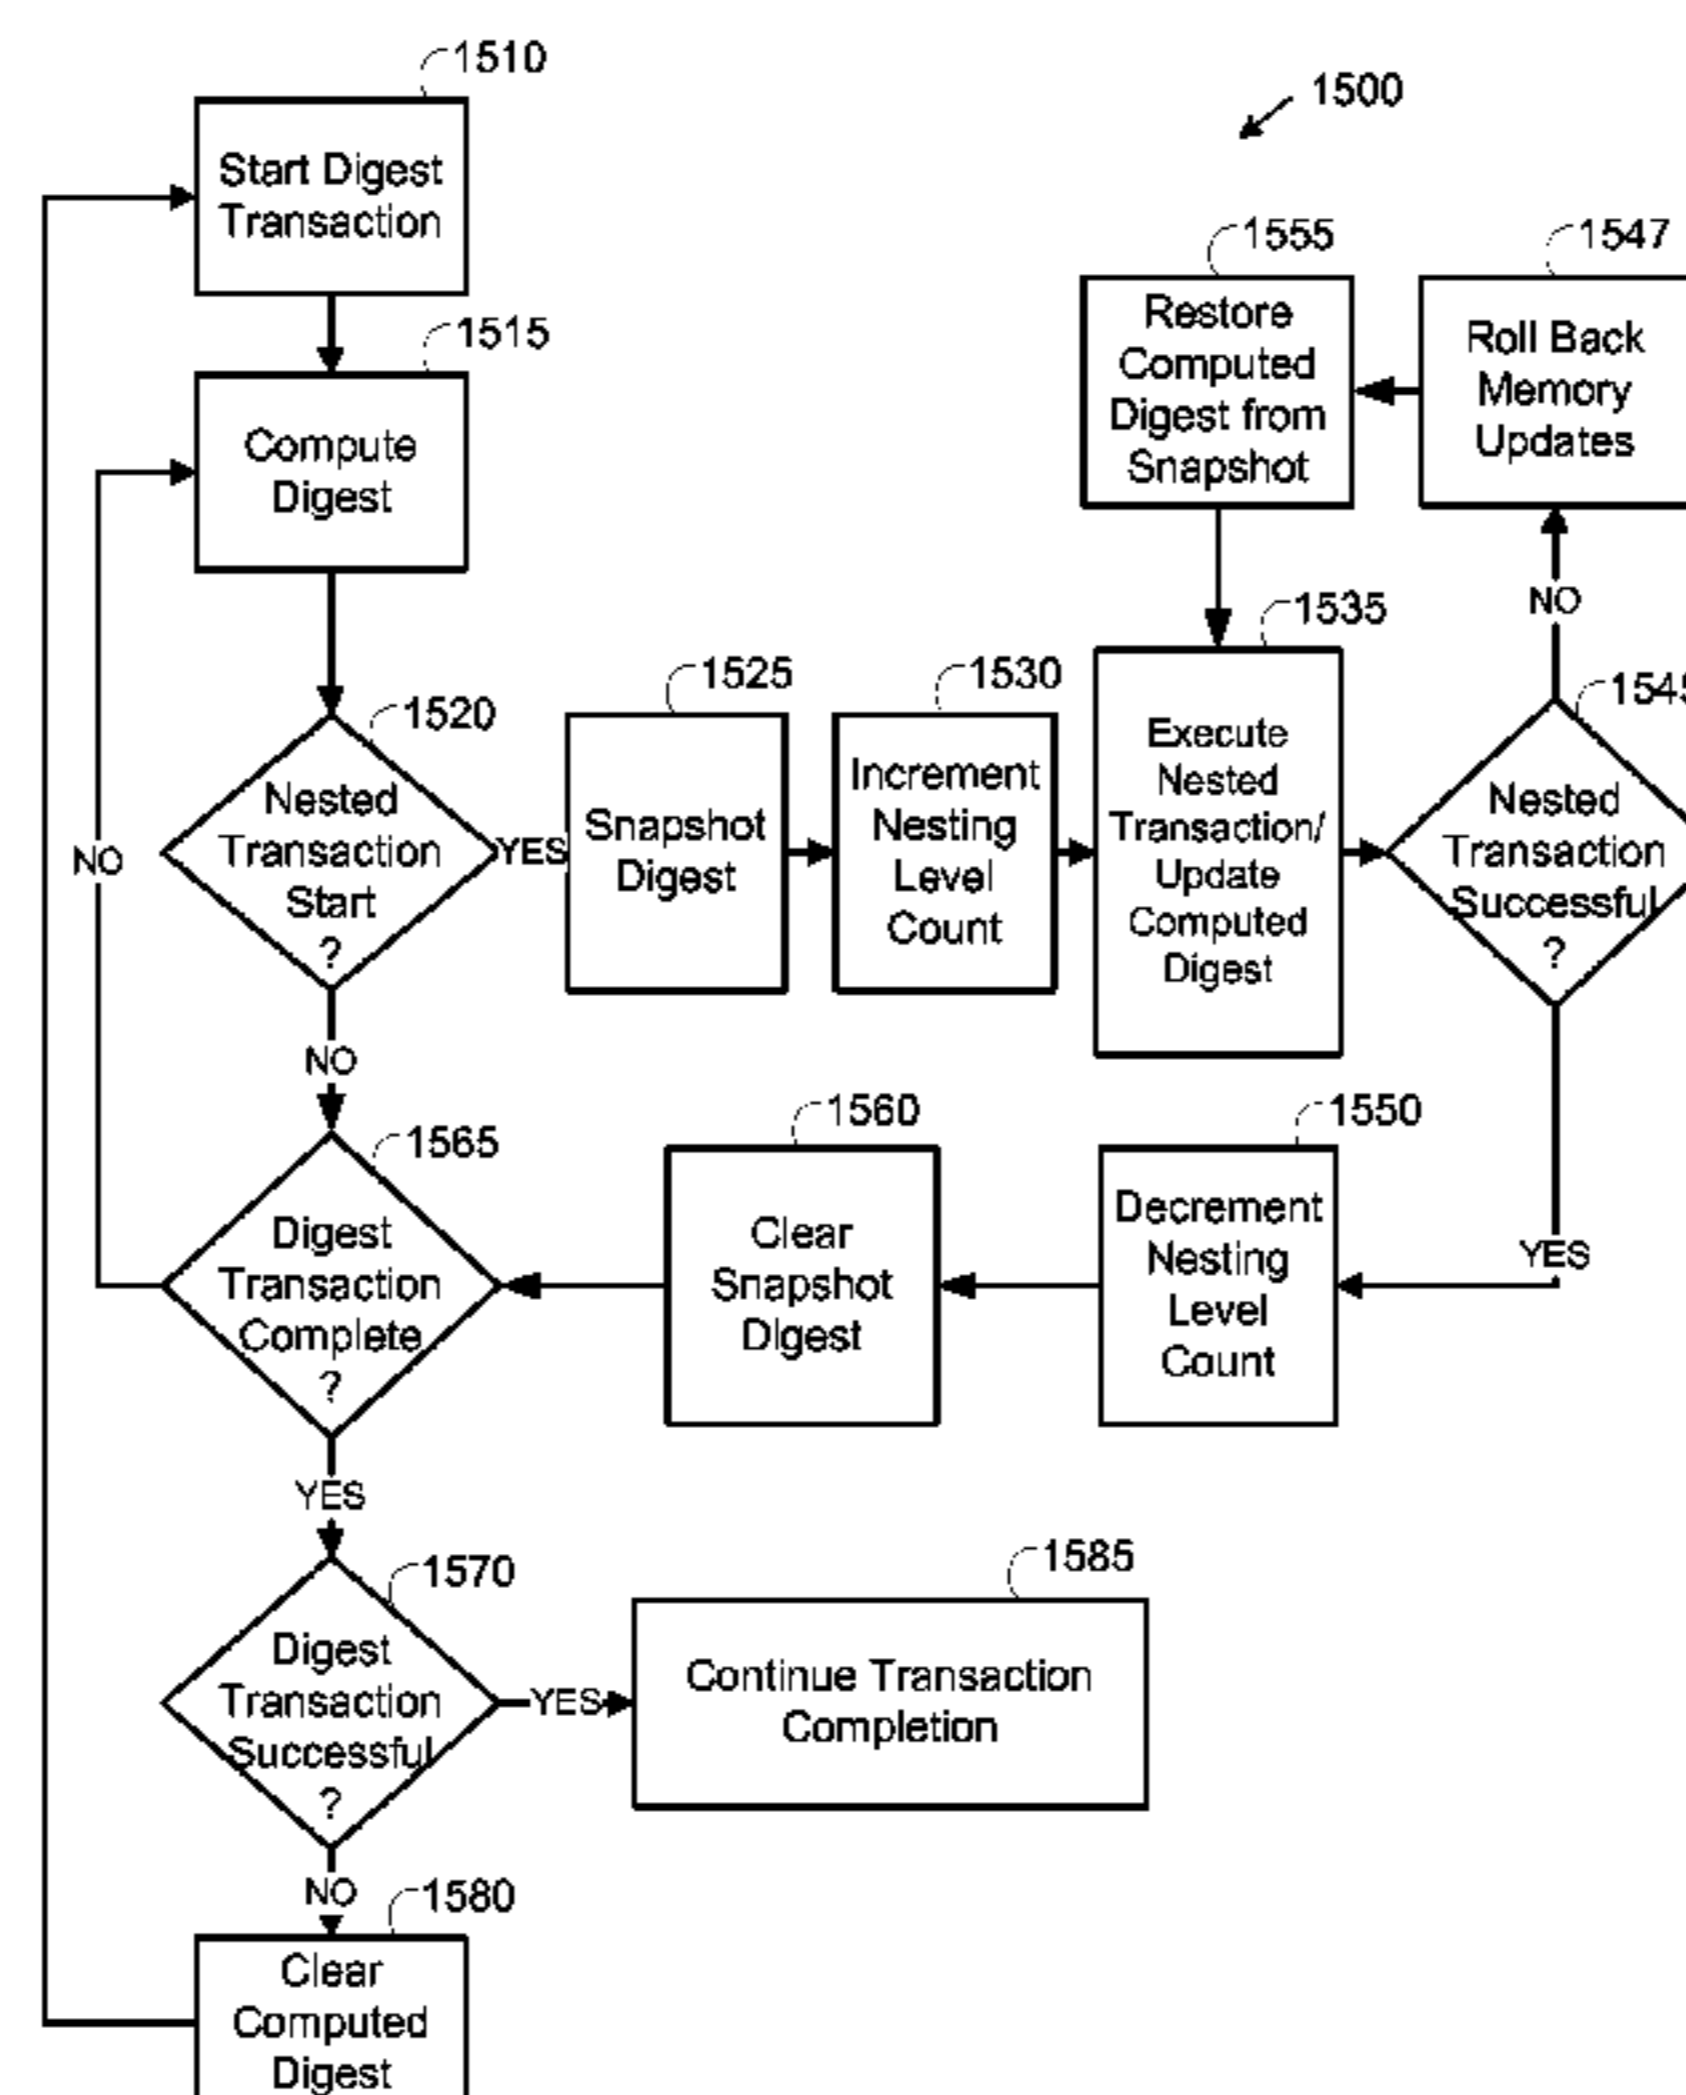 1510
1500
Start Digest
Transaction
1555
1547
Restore
Computed
Digest from
Snapshot
Roll Back
Memory
Updates
1515
Compute
Digest
NO
1535
1520
1525
1530
Nested
Transaction
Start
?
YES
Snapshot
Digest
Increment
Nesting
Level
Count
Execute
Nested
Transaction/
Update
Computed
Digest
Nested
Transaction
Successful
?
NO
NO
1565
1560
1550
YES
Digest
Transaction
Complete
?
Clear
Snapshot
DIgest
Decrement
Nesting
Level
Count
YES
1570
1585
Digest
Transaction
Successful
?
YES
Continue Transaction
Completion
NO
1580
Clear
Computed
Digest